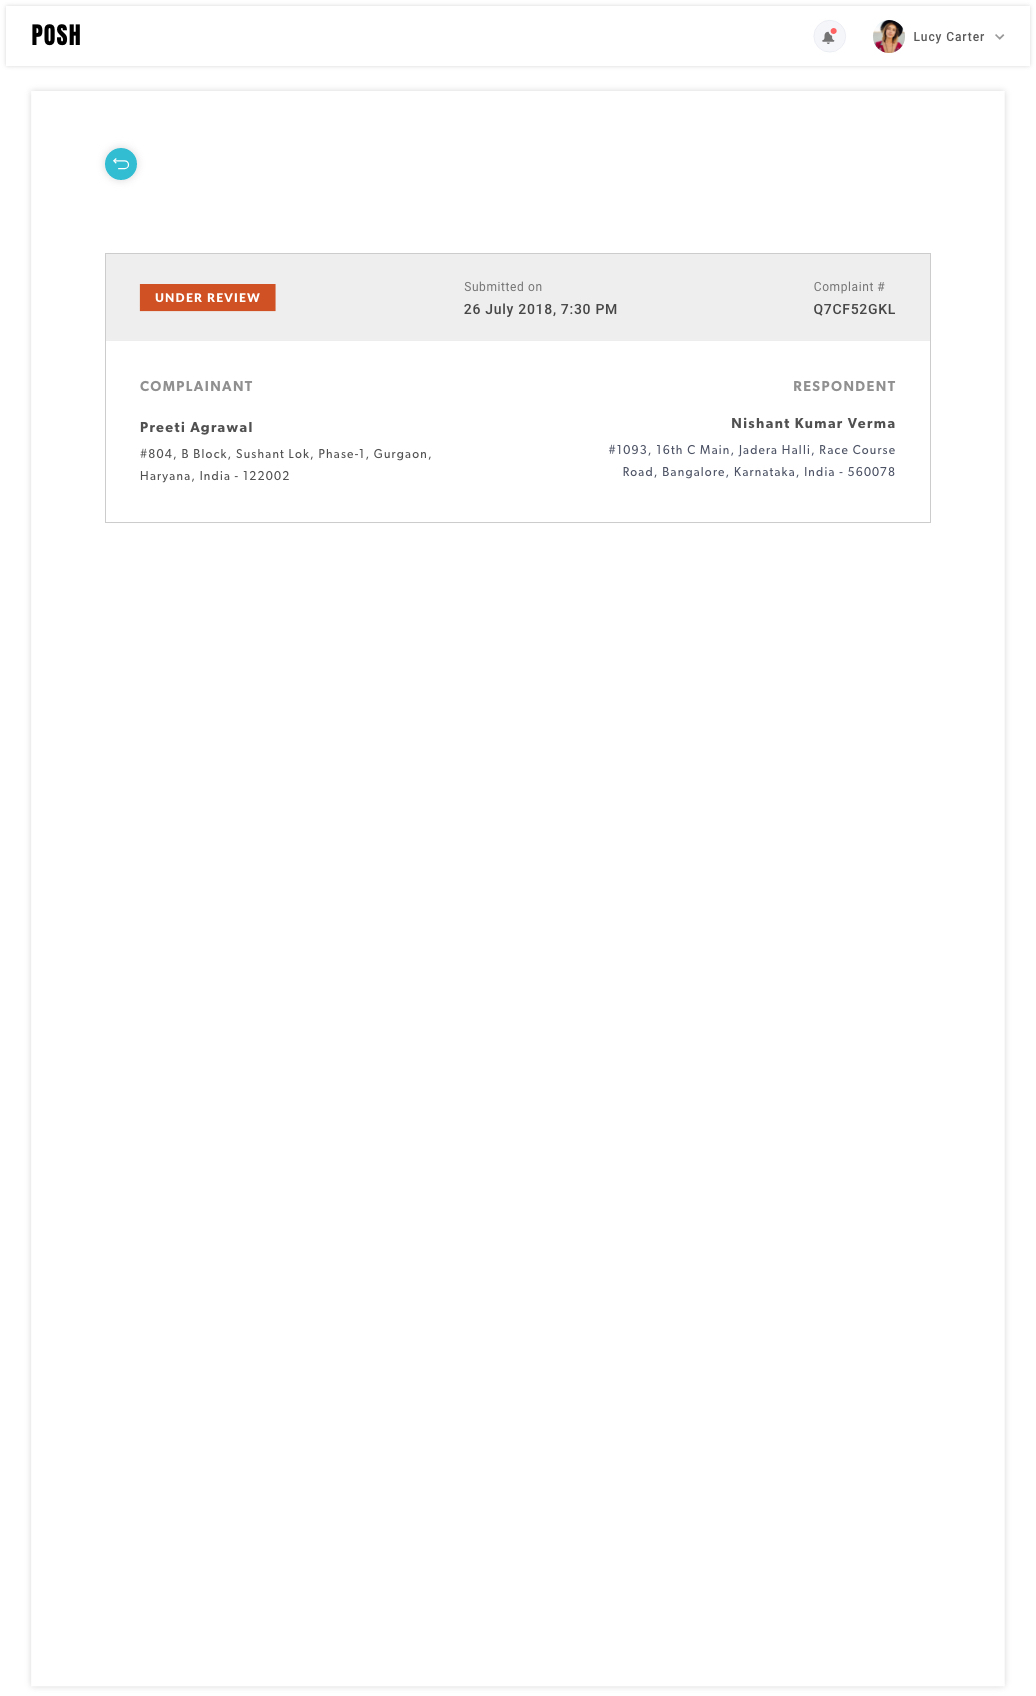 POSH
Lucy Carter
UNDER REVIEW
Submitted on
26 July 2018, 7:30 PM
Complaint #
Q7CF52GKL
COMPLAINANT
Preeti Agrawal
#804, B Block, Sushant Lok, Phase-1, Gurgaon,
Haryana, India - 122002
RESPONDENT
Nishant Kumar Verma
#1093, 16th C Main, Jadera Halli, Race Course
Road, Bangalore, Karnataka, India - 560078